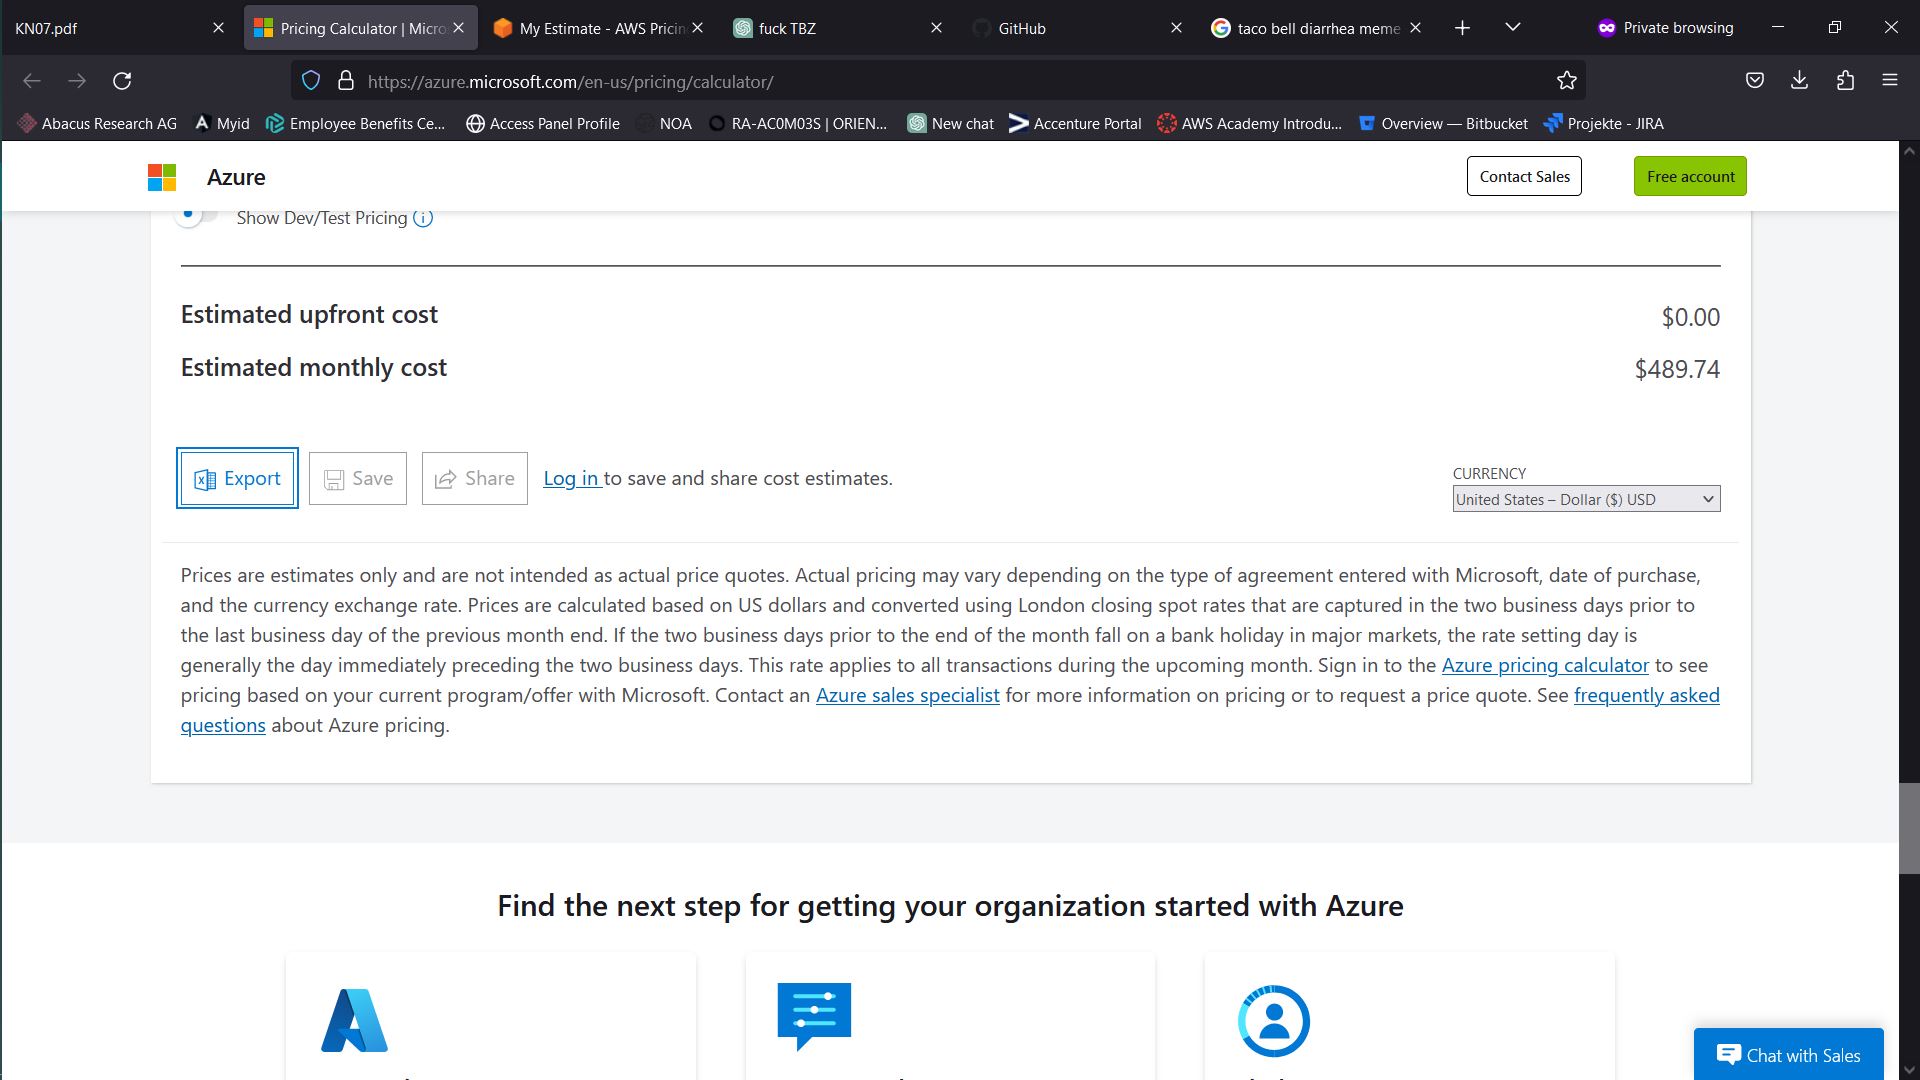 KN07.pdf
Pricing Calculator | Micro
My Estimate - AWS Pricin
fuck TBZ
GitHub
taco bell diarrhea meme
Private browsing
https://azure.microsoft.com/en-us/pricing/calculator/
Abacus Research AG
Myid
Employee Benefits Ce...
Access Panel Profile
NOA
RA-AC0M03S | ORIEN...
New chat
Accenture Portal
AWS Academy Introdu...
Overview — Bitbucket
Projekte - JIRA
Azure
Contact Sales
Free account
Show Dev/Test Pricing
Estimated upfront cost
$0.00
Estimated monthly cost
$489.74
Export
Save
Share
Log in to save and share cost estimates.
CURRENCY
United States – Dollar ($) USD
Prices are estimates only and are not intended as actual price quotes. Actual pricing may vary depending on the type of agreement entered with Microsoft, date of purchase,
and the currency exchange rate. Prices are calculated based on US dollars and converted using London closing spot rates that are captured in the two business days prior to
the last business day of the previous month end. If the two business days prior to the end of the month fall on a bank holiday in major markets, the rate setting day is
generally the day immediately preceding the two business days. This rate applies to all transactions during the upcoming month. Sign in to the Azure pricing calculator to see
pricing based on your current program/offer with Microsoft. Contact an Azure sales specialist for more information on pricing or to request a price quote. See frequently asked
questions about Azure pricing.
Find the next step for getting your organization started with Azure
Chat with Sales